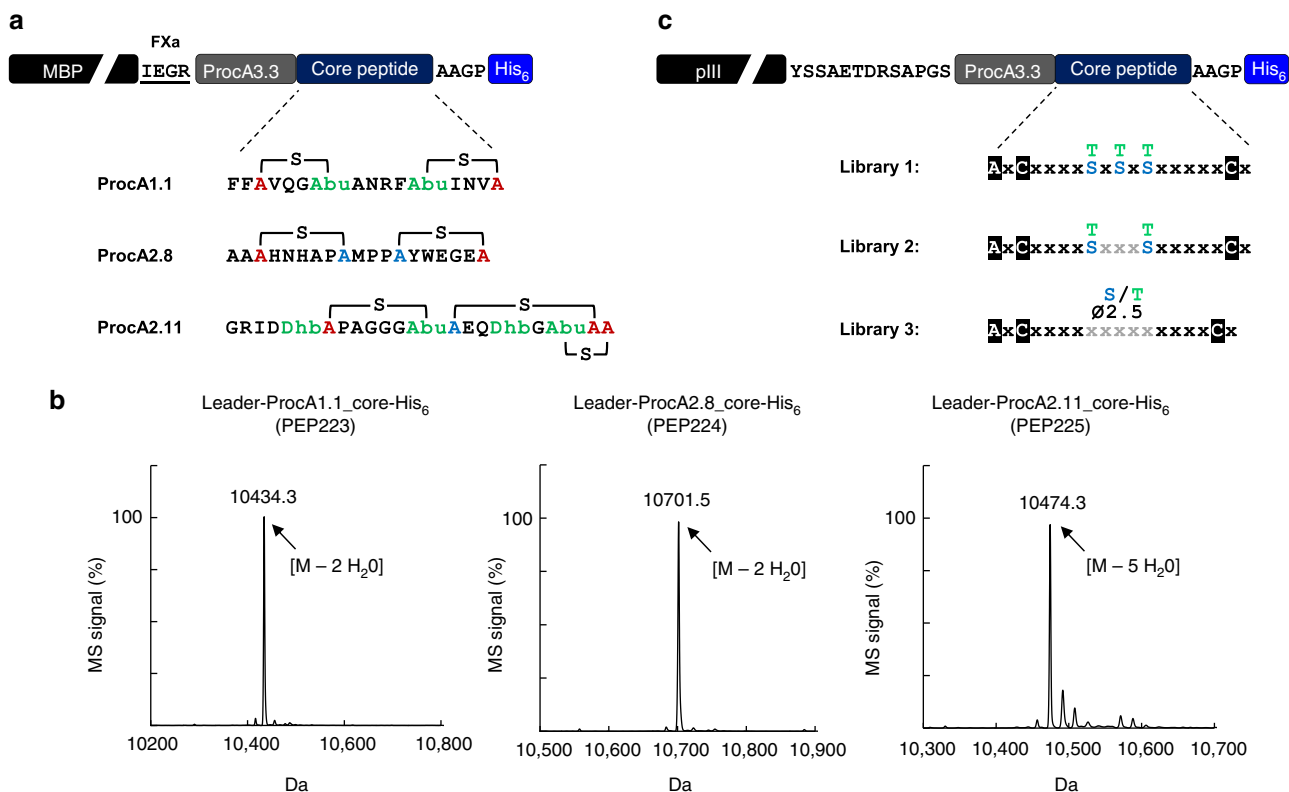 a
FXa
MBP IEGR ProcA3.3 Core peptide AAGP His6
S S
ProcA1.1 FFAVQGAbuANRFAbuINVA
S S
ProcA2.8 AAAHNHAPAMPPAYWEGEA
S S
ProcA2.11 GRIDDhbAPAGGGAbuAEQDhbGAbuAA
S
c
pIII YSSAETDRSAPGS ProcA3.3 Core peptide AAGP His6
T T T
Library 1: AxCxxxxSxSxSxxxxxCx
T T
Library 2: AxCxxxxSxxxSxxxxxCx
S/T
Ø2.5
Library 3: AxCxxxxxxxxxxxxxCx
b
Leader-ProcA1.1_core-His6
(PEP223)
10434.3
100
[M – 2 H20]
MS signal (%)
10200 10,400 10,600 10,800
Da
Leader-ProcA2.8_core-His6
(PEP224)
10701.5
100
[M – 2 H20]
MS signal (%)
10,500 10,600 10,700 10,800 10,900
Da
Leader-ProcA2.11_core-His6
(PEP225)
10474.3
100
[M – 5 H20]
MS signal (%)
10,300 10,400 10,500 10,600 10,700
Da